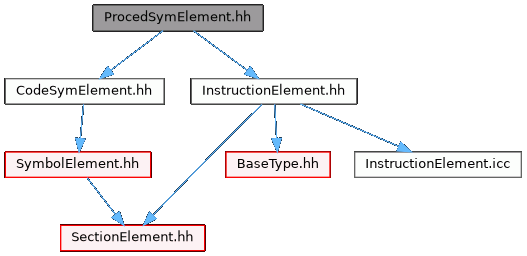 ProcedSymElement.hh
CodeSymElement.hh
InstructionElement.hh
SymbolElement.hh
BaseType.hh
InstructionElement.icc
SectionElement.hh